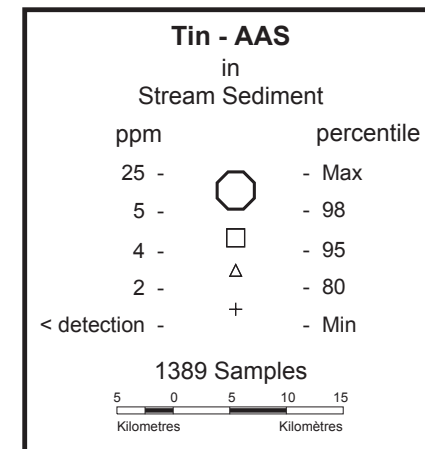 Tin - AAS
in
Stream Sediment
ppm percentile
25 - - Max
5 - - 98
4 - - 95
2 - - 80
< detection - - Min
1389 Samples
5 0 5 10 15
Kilometres Kilomètres